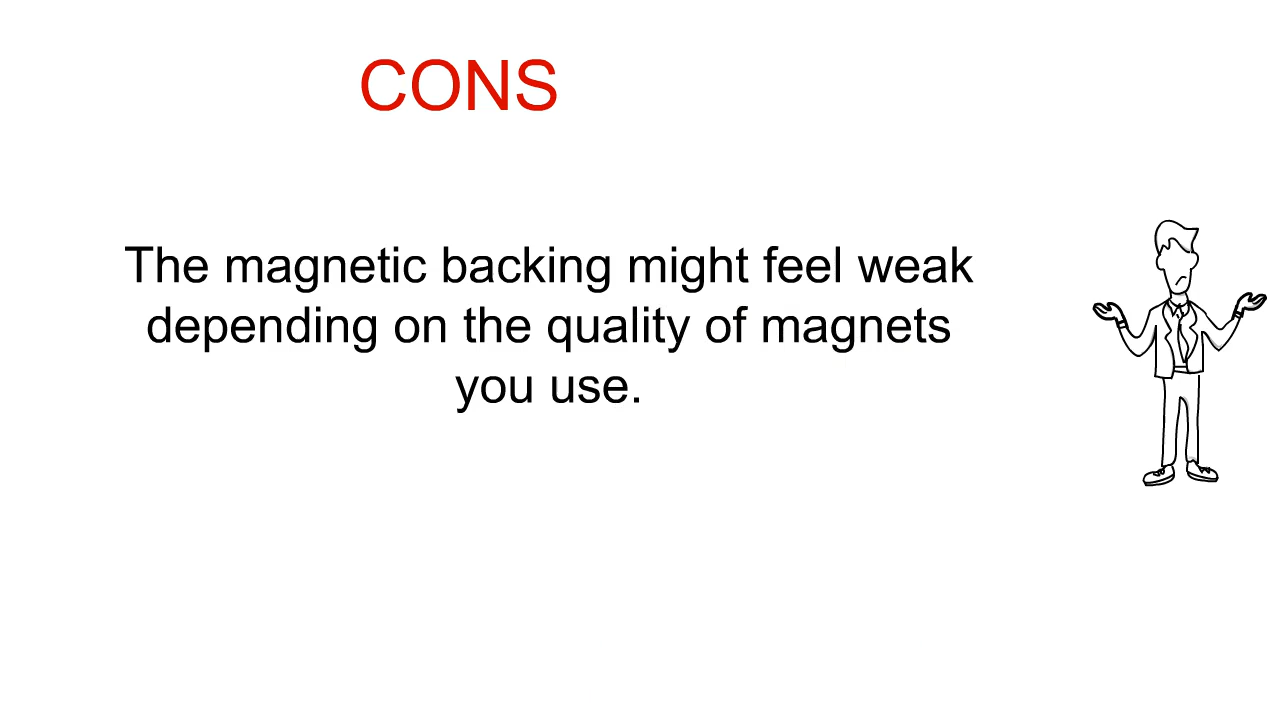 CONS
The magnetic backing might feel weak
depending on the quality of magnets
you use.